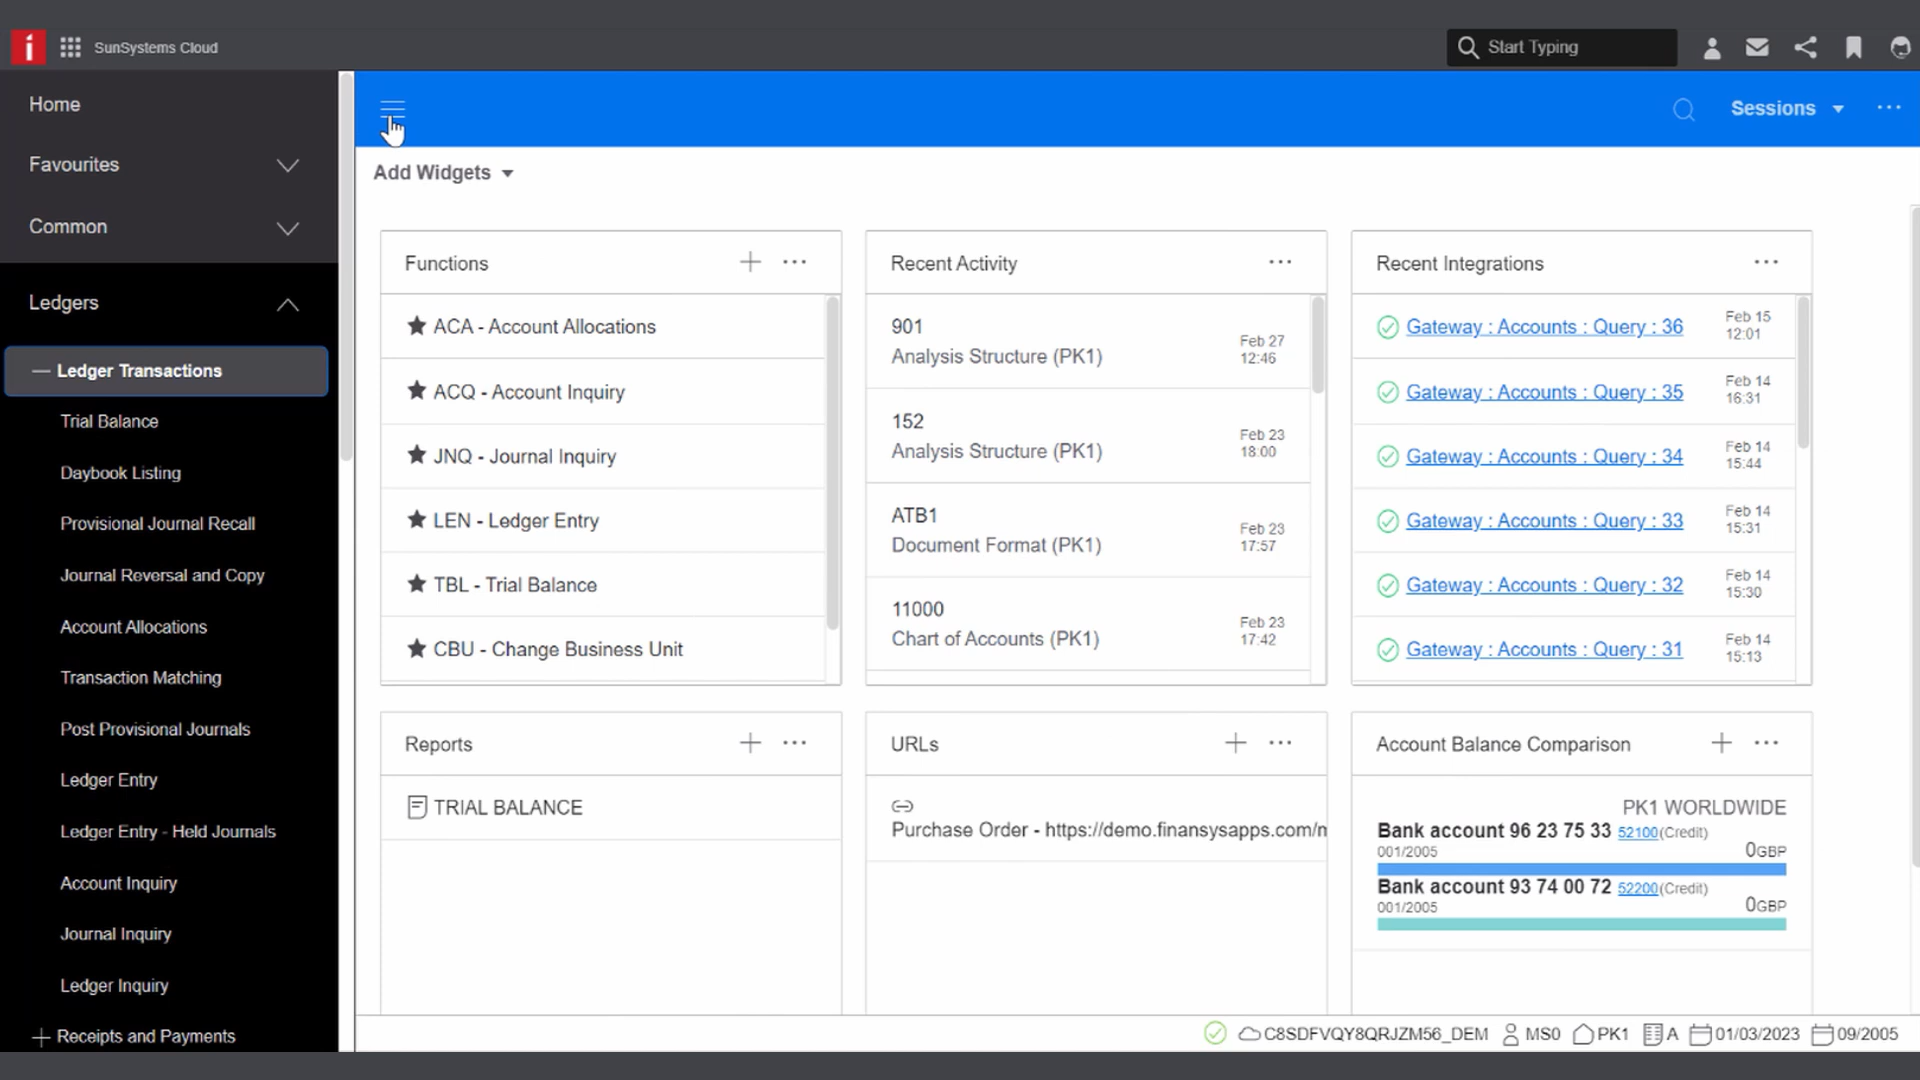 SunSystems Cloud
Start Typing
Home
Favourites
Common
Ledgers
Ledger Transactions
Trial Balance
Daybook Listing
Provisional Journal Recall
Journal Reversal and Copy
Account Allocations
Transaction Matching
Post Provisional Journals
Ledger Entry
Ledger Entry - Held Journals
Account Inquiry
Journal Inquiry
Ledger Inquiry
Receipts and Payments
Sessions
Add Widgets
Functions
ACA - Account Allocations
ACQ - Account Inquiry
JNQ - Journal Inquiry
LEN - Ledger Entry
TBL - Trial Balance
CBU - Change Business Unit
Recent Activity
901
Analysis Structure (PK1)
Feb 27
12:46
152
Analysis Structure (PK1)
Feb 23
18:00
ATB1
Document Format (PK1)
Feb 23
17:57
11000
Chart of Accounts (PK1)
Feb 23
17:42
Recent Integrations
Gateway : Accounts : Query : 36
Feb 15
12:01
Gateway : Accounts : Query : 35
Feb 14
16:31
Gateway : Accounts : Query : 34
Feb 14
15:44
Gateway : Accounts : Query : 33
Feb 14
15:31
Gateway : Accounts : Query : 32
Feb 14
15:30
Gateway : Accounts : Query : 31
Feb 14
15:13
Reports
TRIAL BALANCE
URLs
Purchase Order - https://demo.finansysapps.com/m
Account Balance Comparison
PK1 WORLDWIDE
Bank account 96 23 75 33 52100(Credit)
001/2005 0GBP
Bank account 93 74 00 72 52200(Credit)
001/2005 0GBP
C8SDFVQY8QRJZM56_DEM MS0 PK1 A 01/03/2023 09/2005